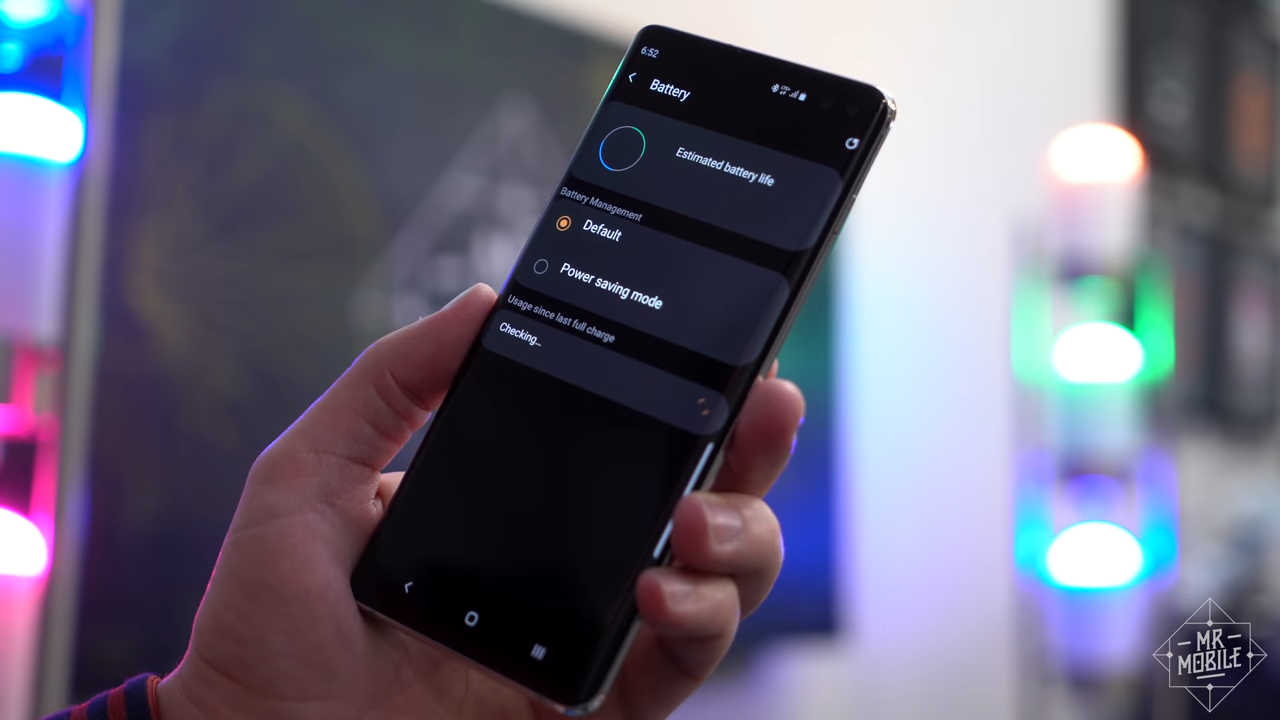 6:52
Battery
Estimated battery life
Battery Management
Default
Power saving mode
Usage since last full charge
Checking...
MR
MOBILE